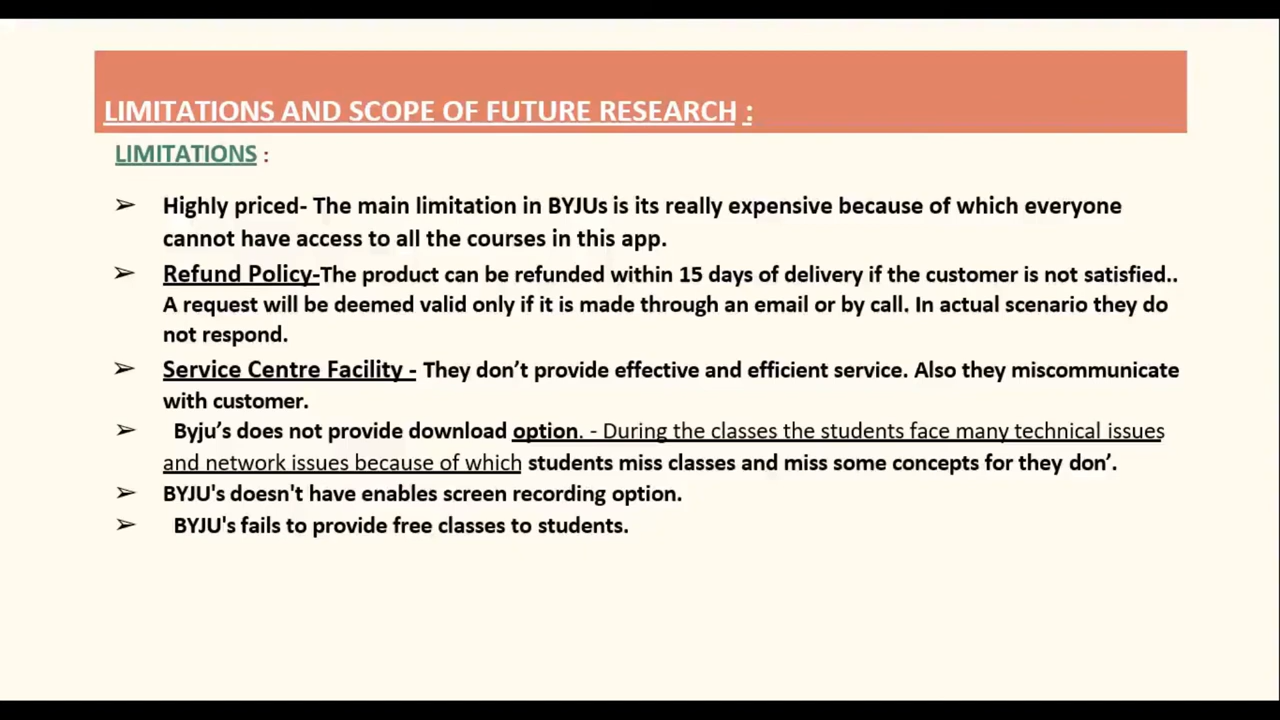 LIMITATIONS AND SCOPE OF FUTURE RESEARCH :
LIMITATIONS :
➢ Highly priced- The main limitation in BYJUs is its really expensive because of which everyone
cannot have access to all the courses in this app.
➢ Refund Policy-The product can be refunded within 15 days of delivery if the customer is not satisfied..
A request will be deemed valid only if it is made through an email or by call. In actual scenario they do
not respond.
➢ Service Centre Facility - They don’t provide effective and efficient service. Also they miscommunicate
with customer.
➢ Byju’s does not provide download option. - During the classes the students face many technical issues
and network issues because of which students miss classes and miss some concepts for they don’.
➢ BYJU's doesn't have enables screen recording option.
➢ BYJU's fails to provide free classes to students.